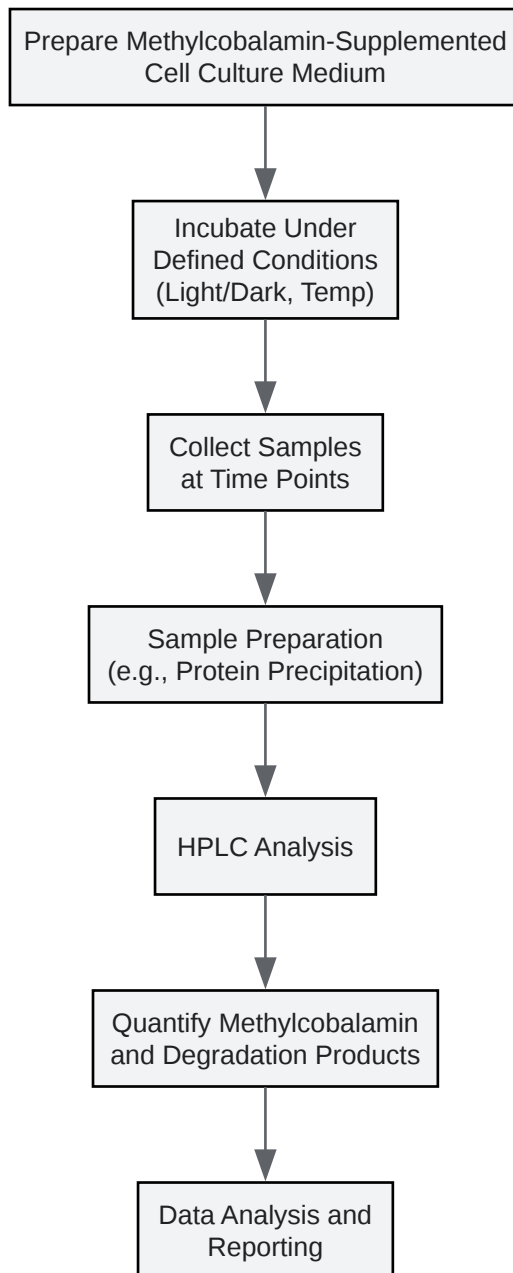 Prepare Methylcobalamin-Supplemented
Cell Culture Medium
Incubate Under
Defined Conditions
(Light/Dark, Temp)
Collect Samples
at Time Points
Sample Preparation
(e.g., Protein Precipitation)
HPLC Analysis
Quantify Methylcobalamin
and Degradation Products
Data Analysis and
Reporting